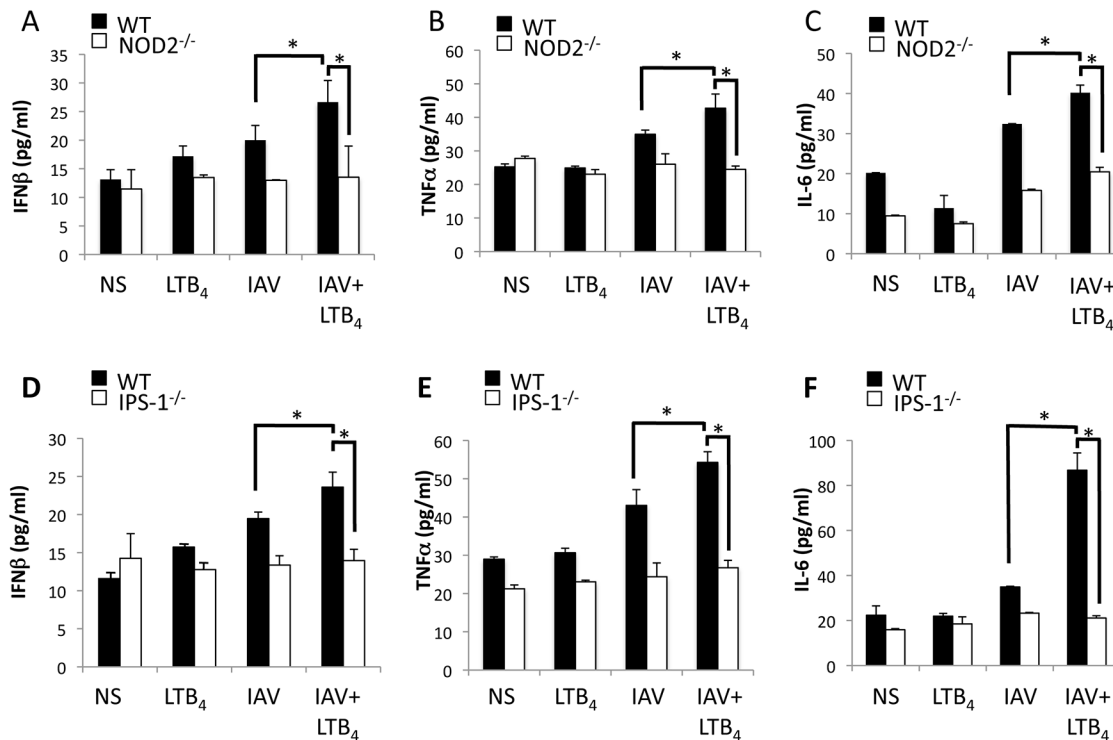 A
WT
NOD2-/-
IFNβ (pg/ml)
35
30
25
20
15
10
5
0
*
*
NS
LTB4
IAV
IAV+
LTB4
B
WT
NOD2-/-
TNFα (pg/ml)
60
50
40
30
20
10
0
*
*
NS
LTB4
IAV
IAV+
LTB4
C
WT
NOD2-/-
IL-6 (pg/ml)
50
40
30
20
10
0
*
*
NS
LTB4
IAV
IAV+
LTB4
D
WT
IPS-1-/-
IFNβ (pg/ml)
30
25
20
15
10
5
0
*
*
NS
LTB4
IAV
IAV+
LTB4
E
WT
IPS-1-/-
TNFα (pg/ml)
60
50
40
30
20
10
0
*
*
NS
LTB4
IAV
IAV+
LTB4
F
WT
IPS-1-/-
IL-6 (pg/ml)
100
80
60
40
20
0
*
*
NS
LTB4
IAV
IAV+
LTB4